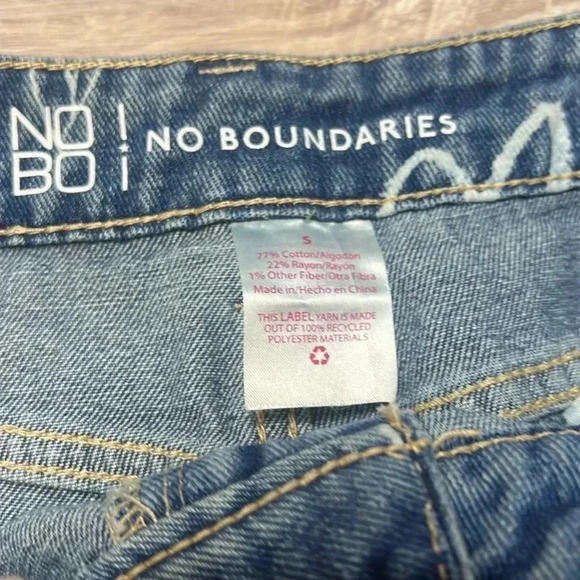 NO
BO
NO BOUNDARIES
5
77% Cotton/Algodón
22% Rayon/Rayón
1% Other Fiber/Otra Fibra
Made in/Hecho en China
THIS LABEL YARN IS MADE
OUT OF 100% RECYCLED
POLYESTER MATERIALS